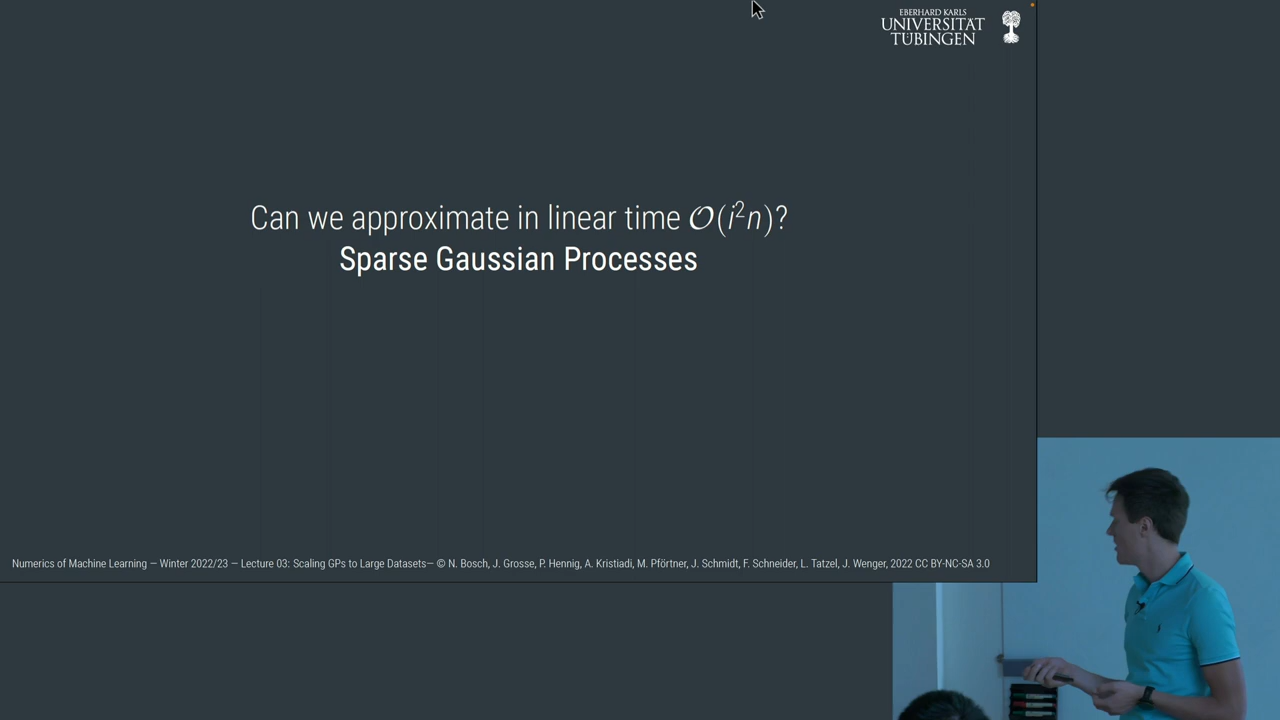 EBERHARD KARLS
UNIVERSITÄT
TÜBINGEN
Can we approximate in linear time 𝒪(i²n)?
Sparse Gaussian Processes
Numerics of Machine Learning — Winter 2022/23 — Lecture 03: Scaling GPs to Large Datasets— © N. Bosch, J. Grosse, P. Hennig, A. Kristiadi, M. Pförtner, J. Schmidt, F. Schneider, L. Tatzel, J. Wenger, 2022 CC BY-NC-SA 3.0